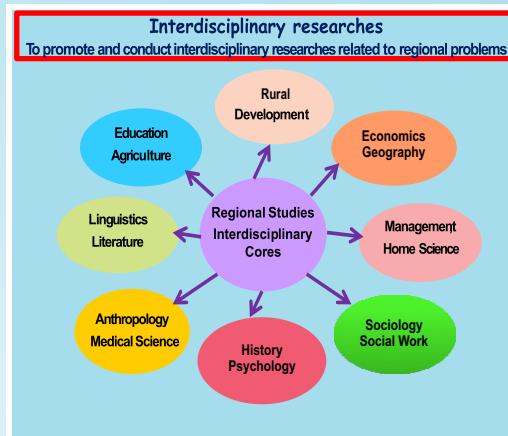 Interdisciplinary researches
To promote and conduct interdisciplinary researches related to regional problems
Rural
Development
Education
Agriculture
Economics
Geography
Linguistics
Literature
Regional Studies
Interdisciplinary
Cores
Management
Home Science
Anthropology
Medical Science
History
Psychology
Sociology
Social Work